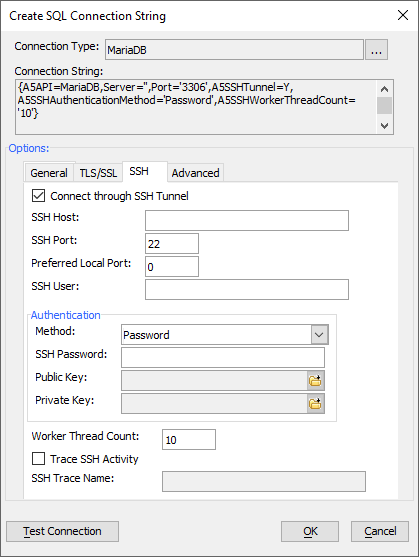 Create SQL Connection String
Connection Type: MariaDB ...
Connection String:
{A5API=MariaDB,Server='',Port='3306',A5SSHTunnel=Y,
A5SSHAuthenticationMethod='Password',A5SSHWorkerThreadCount=
'10'}
Options:
General TLS/SSL SSH Advanced
Connect through SSH Tunnel
SSH Host:
SSH Port: 22
Preferred Local Port: 0
SSH User:
Authentication
Method: Password
SSH Password:
Public Key:
Private Key:
Worker Thread Count: 10
Trace SSH Activity
SSH Trace Name:
Test Connection OK Cancel